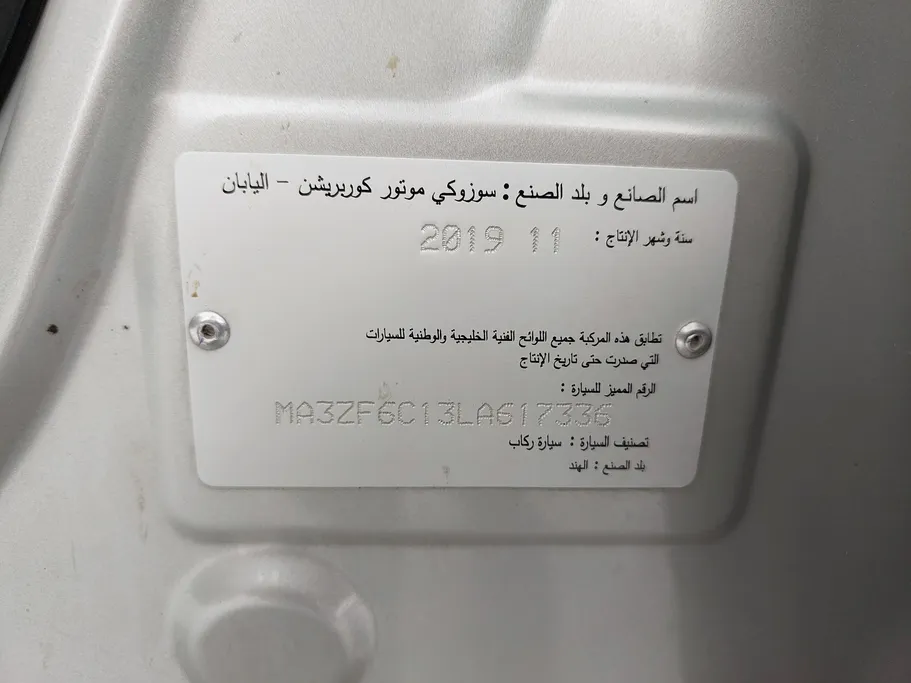 اسم الصانع و بلد الصنع : سوزوكي موتور كوربريشن - اليابان
سنة وشهر الإنتاج : 2019 11
تطابق هذه المركبة جميع اللوائح الفنية الخليجية والوطنية للسيارات
التي صدرت حتى تاريخ الإنتاج
الرقم المميز للسيارة :
MA3ZF6C13LA617336
تصنيف السيارة : سيارة ركاب
بلد الصنع : الهند